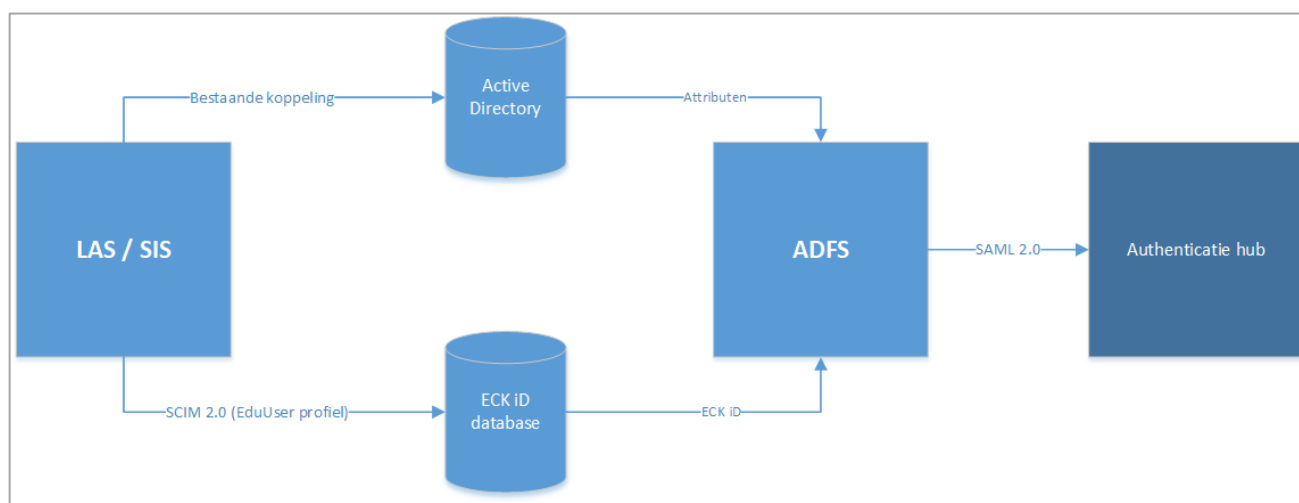 Active
Directory
Bestaande koppeling
Attributen
LAS / SIS
ADFS
SAML 2.0
Authenticatie hub
ECK iD
database
SCIM 2.0 (EduUser profiel)
ECK iD